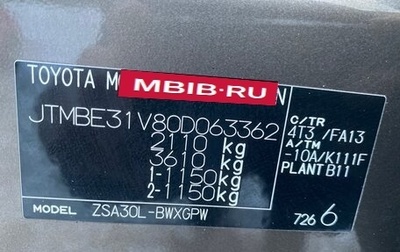 TOYOTA MO MBIB.RU N
JTMBE31V80D063362
2110 kg C/TR
3610 kg 4T3 /FA13
1-1150kg A/TM
2-1150kg -10A/K111F
PLANT B11
MODEL ZSA30L-BWXGPW 726 6